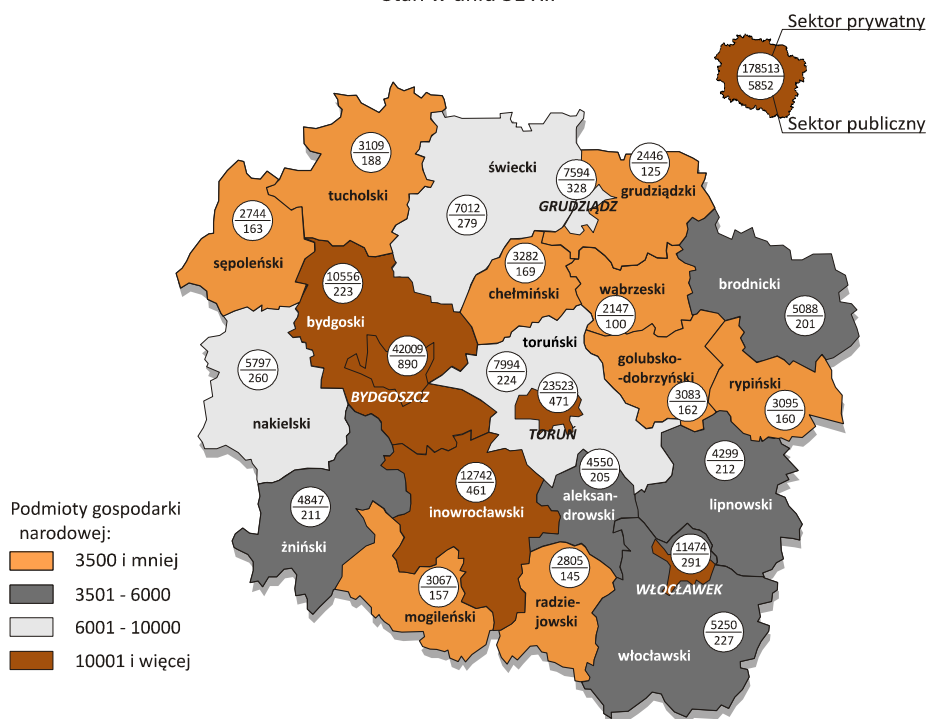 Sektor prywatny
178513
5852
Sektor publiczny
3109
188
tucholski
świecki
7012
279
7594
328
GRUDZIĄDZ
2446
125
grudziądzki
2744
163
sępoleński
10556
223
bydgoski
3282
169
chełmiński
wąbrzeski
2147
100
brodnicki
5088
201
5797
260
nakielski
42009
890
BYDGOSZCZ
toruński
7994
224
23523
471
TORUŃ
golubsko-
-dobrzyński
3083
162
rypiński
3095
160
4847
211
żniński
12742
461
inowrocławski
4550
205
aleksan-
drowski
4299
212
lipnowski
3067
157
mogileński
2805
145
radzie-
jowski
11474
291
WŁOCŁAWEK
5250
227
włocławski
Podmioty gospodarki
narodowej:
3500 i mniej
3501 - 6000
6001 - 10000
10001 i więcej